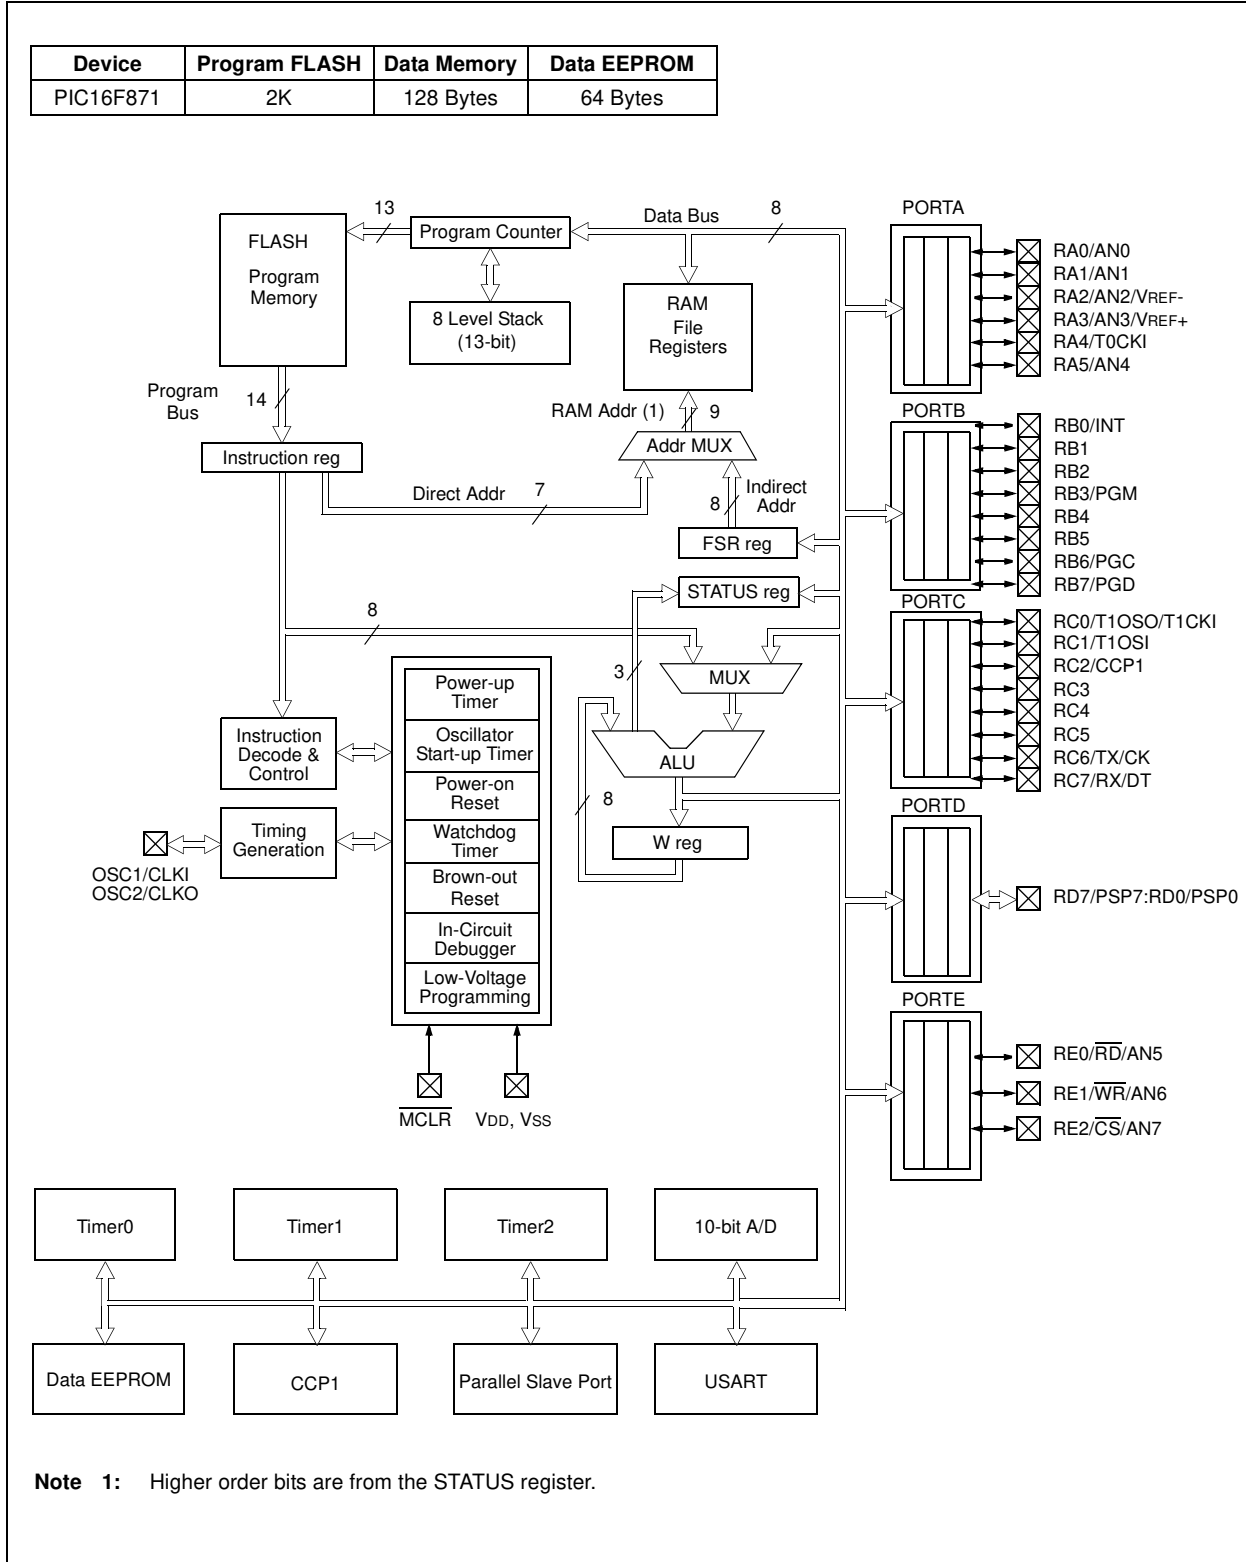 Device Program FLASH Data Memory Data EEPROM
PIC16F871 2K 128 Bytes 64 Bytes
13
Data Bus
8
PORTA
FLASH
Program
Memory
Program Counter
8 Level Stack
(13-bit)
RAM
File
Registers
RA0/AN0
RA1/AN1
RA2/AN2/VREF-
RA3/AN3/VREF+
RA4/T0CKI
RA5/AN4
Program
Bus
14
RAM Addr (1)
9
PORTB
Instruction reg
Addr MUX
Direct Addr
7
8
Indirect
Addr
FSR reg
RB0/INT
RB1
RB2
RB3/PGM
RB4
RB5
RB6/PGC
RB7/PGD
STATUS reg
PORTC
8
3
MUX
RC0/T1OSO/T1CKI
RC1/T1OSI
RC2/CCP1
RC3
RC4
RC5
RC6/TX/CK
RC7/RX/DT
Power-up
Timer
Oscillator
Start-up Timer
Power-on
Reset
Watchdog
Timer
Brown-out
Reset
In-Circuit
Debugger
Low-Voltage
Programming
Instruction
Decode &
Control
ALU
8
W reg
Timing
Generation
OSC1/CLKI
OSC2/CLKO
PORTD
RD7/PSP7:RD0/PSP0
PORTE
RE0/RD/AN5
RE1/WR/AN6
RE2/CS/AN7
MCLR
VDD, VSS
Timer0
Timer1
Timer2
10-bit A/D
Data EEPROM
CCP1
Parallel Slave Port
USART
Note 1: Higher order bits are from the STATUS register.